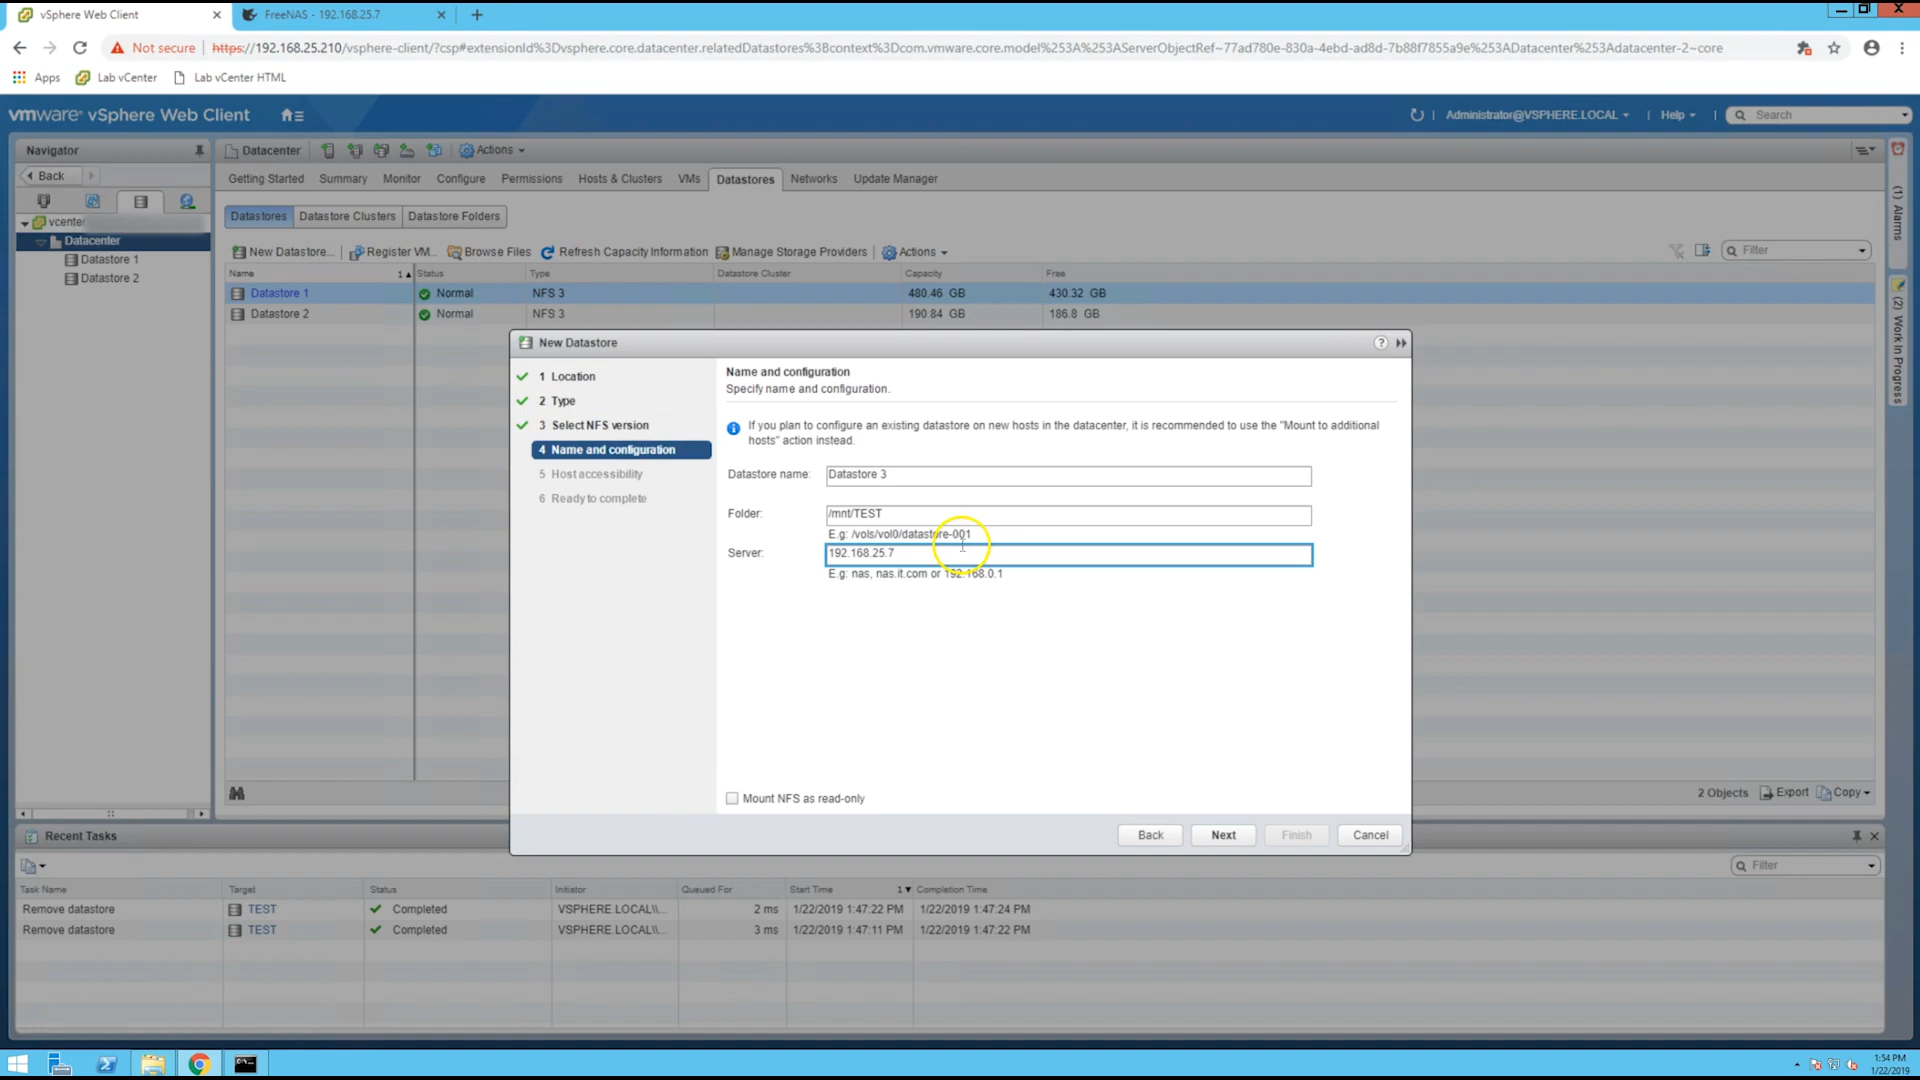 vSphere Web Client
FreeNAS - 192.168.25.7
Not secure
https://192.168.25.210/vsphere-client/?csp#extensionId%3Dvsphere.core.datacenter.relatedDatastores%3Bcontext%3Dcom.vmware.core.model%253A%253AServerObjectRef~77ad780e-830a-4ebd-ad8d-7b88f7855a9e%253ADatacenter%253Adatacenter-2~core
Apps
Lab vCenter
Lab vCenter HTML
vmware® vSphere Web Client
Administrator@VSPHERE.LOCAL
Help
Search
Navigator
Datacenter
Actions
Back
Getting Started
Summary
Monitor
Configure
Permissions
Hosts & Clusters
VMs
Datastores
Networks
Update Manager
Datastores
Datastore Clusters
Datastore Folders
vcenter
Datacenter
Datastore 1
Datastore 2
New Datastore...
Register VM...
Browse Files
Refresh Capacity Information
Manage Storage Providers
Actions
Filter
Name
1
Status
Type
Datastore Cluster
Capacity
Free
Datastore 1
Normal
NFS 3
480.46 GB
430.32 GB
Datastore 2
Normal
NFS 3
190.84 GB
186.8 GB
(1) Alarms
(2) Work In Progress
New Datastore
?
1 Location
2 Type
3 Select NFS version
4 Name and configuration
5 Host accessibility
6 Ready to complete
Name and configuration
Specify name and configuration.
If you plan to configure an existing datastore on new hosts in the datacenter, it is recommended to use the "Mount to additional
hosts" action instead.
Datastore name:
Datastore 3
Folder:
/mnt/TEST
E.g: /vols/vol0/datastore-001
Server:
192.168.25.7
E.g: nas, nas.it.com or 192.168.0.1
Mount NFS as read-only
Back
Next
Finish
Cancel
2 Objects
Export
Copy
Recent Tasks
Filter
Task Name
Target
Status
Initiator
Queued For
Start Time
1
Completion Time
Remove datastore
TEST
Completed
VSPHERE.LOCAL\\...
2 ms
1/22/2019 1:47:22 PM
1/22/2019 1:47:24 PM
Remove datastore
TEST
Completed
VSPHERE.LOCAL\\...
3 ms
1/22/2019 1:47:11 PM
1/22/2019 1:47:22 PM
1:54 PM
1/22/2019